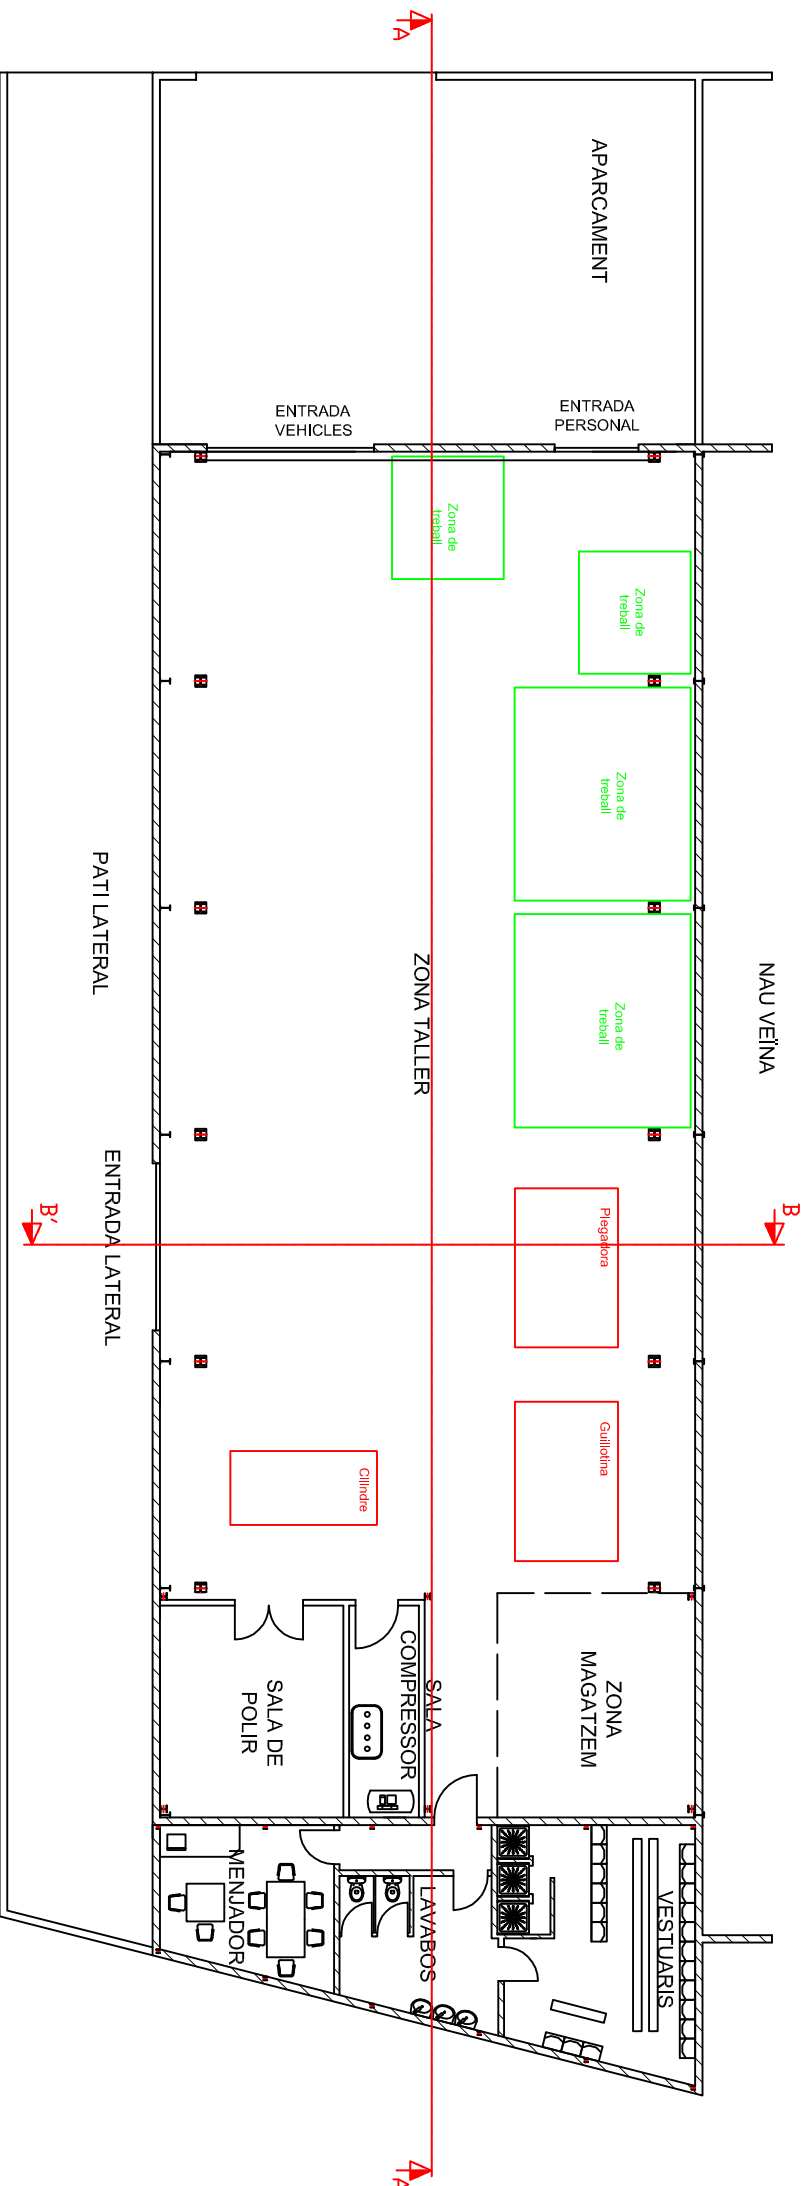 A
APARCAMENT
ENTRADA
VEHICLES
ENTRADA
PERSONAL
Zona de
treball
Zona de
treball
Zona de
treball
Zona de
treball
PATI LATERAL
ZONA TALLER
NAU VEÏNA
ENTRADA LATERAL
B'
B
Plegadora
Guillotina
Cilindre
SALA DE
POLIR
SALA
COMPRESSOR
ZONA
MAGATZEM
MENJADOR
LAVABOS
VESTUARIS